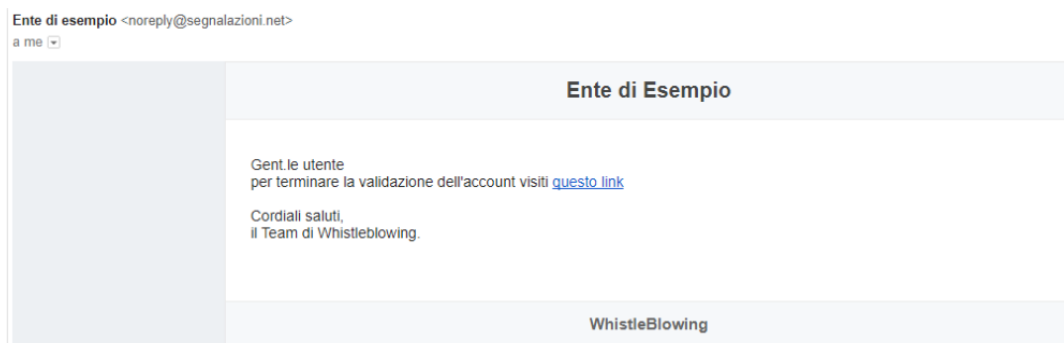 Ente di esempio <noreply@segnalazioni.net>
a me
Ente di Esempio
Gent.le utente
per terminare la validazione dell'account visiti questo link
Cordiali saluti,
il Team di Whistleblowing.
WhistleBlowing